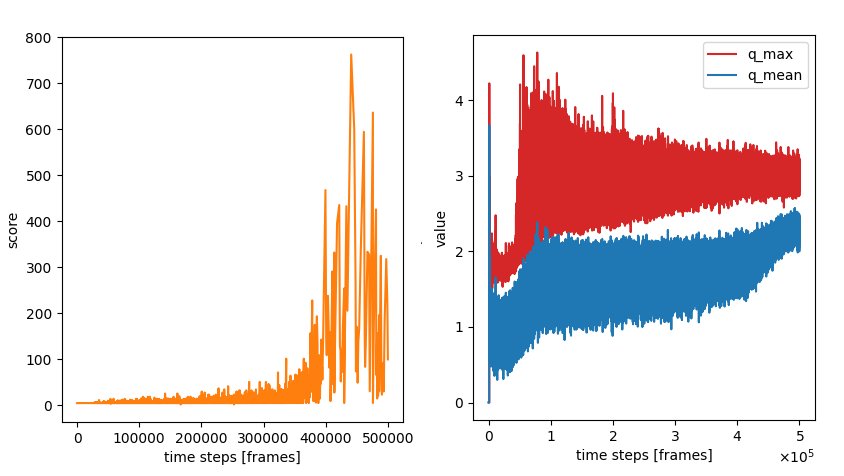 800
700
600
500
400
300
200
100
0
score
0 100000 200000 300000 400000 500000
time steps [frames]
q_max
q_mean
4
3
2
1
0
value
0 1 2 3 4 5
time steps [frames]
×10⁵